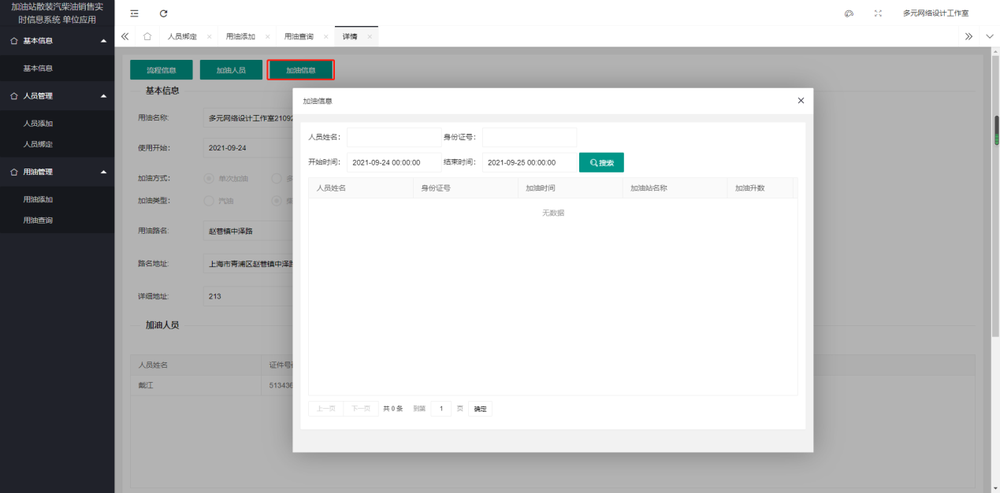 加油站散装汽柴油销售实
时信息系统 单位应用
多元网络设计工作室
人员绑定
用油添加
用油查询
详情
基本信息
基本信息
人员管理
人员添加
人员绑定
用油管理
用油添加
用油查询
流程信息
加油人员
加油信息
基本信息
用油名称:
多元网络设计工作室21092
使用开始:
2021-09-24
加油方式:
单次加油
加油类型:
汽油
用油路名:
赵巷镇中泽路
路名地址:
上海市青浦区赵巷镇中泽路
详细地址:
213
加油人员
人员姓名
证件号
戴江
513436
加油信息
人员姓名:
身份证号:
开始时间:
2021-09-24 00:00:00
结束时间:
2021-09-25 00:00:00
搜索
人员姓名
身份证号
加油时间
加油站名称
加油升数
无数据
上一页
下一页
共 0 条
到第
1
页
确定